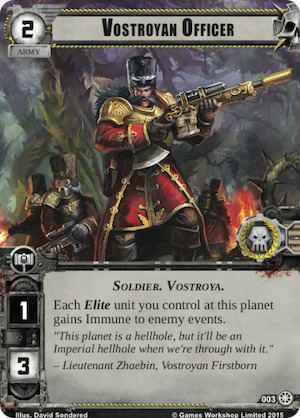 2
Vostroyan Officer
ARMY
Soldier. Vostroya.
1
Each Elite unit you control at this planet
gains Immune to enemy events.
"This planet is a hellhole, but it'll be an
Imperial hellhole when we're through with it."
3
– Lieutenant Zhaebin, Vostroyan Firstborn
003
Illus. David Sondered
© Games Workshop Limited 2015